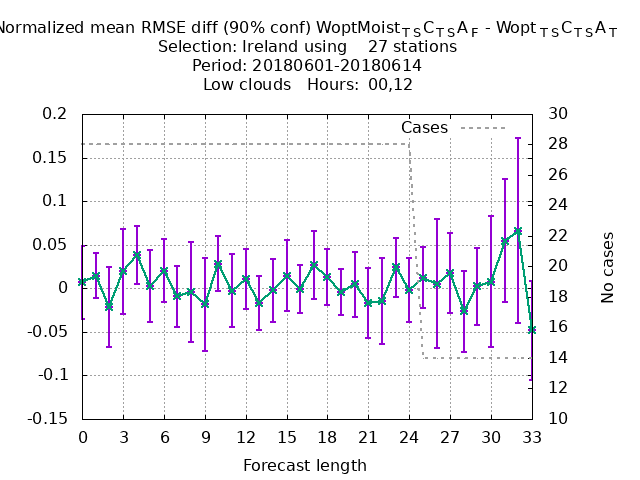 Normalized mean RMSE diff (90% conf) WoptMoist_TSC_TSA_F - Wopt_TSC_TSA_T
Selection: Ireland using    27 stations
Period: 20180601-20180614
Low clouds   Hours: 00,12
Cases
0.2
0.15
0.1
0.05
0
-0.05
-0.1
-0.15
30
28
26
24
22
20
18
16
14
12
10
No cases
0 3 6 9 12 15 18 21 24 27 30 33
Forecast length